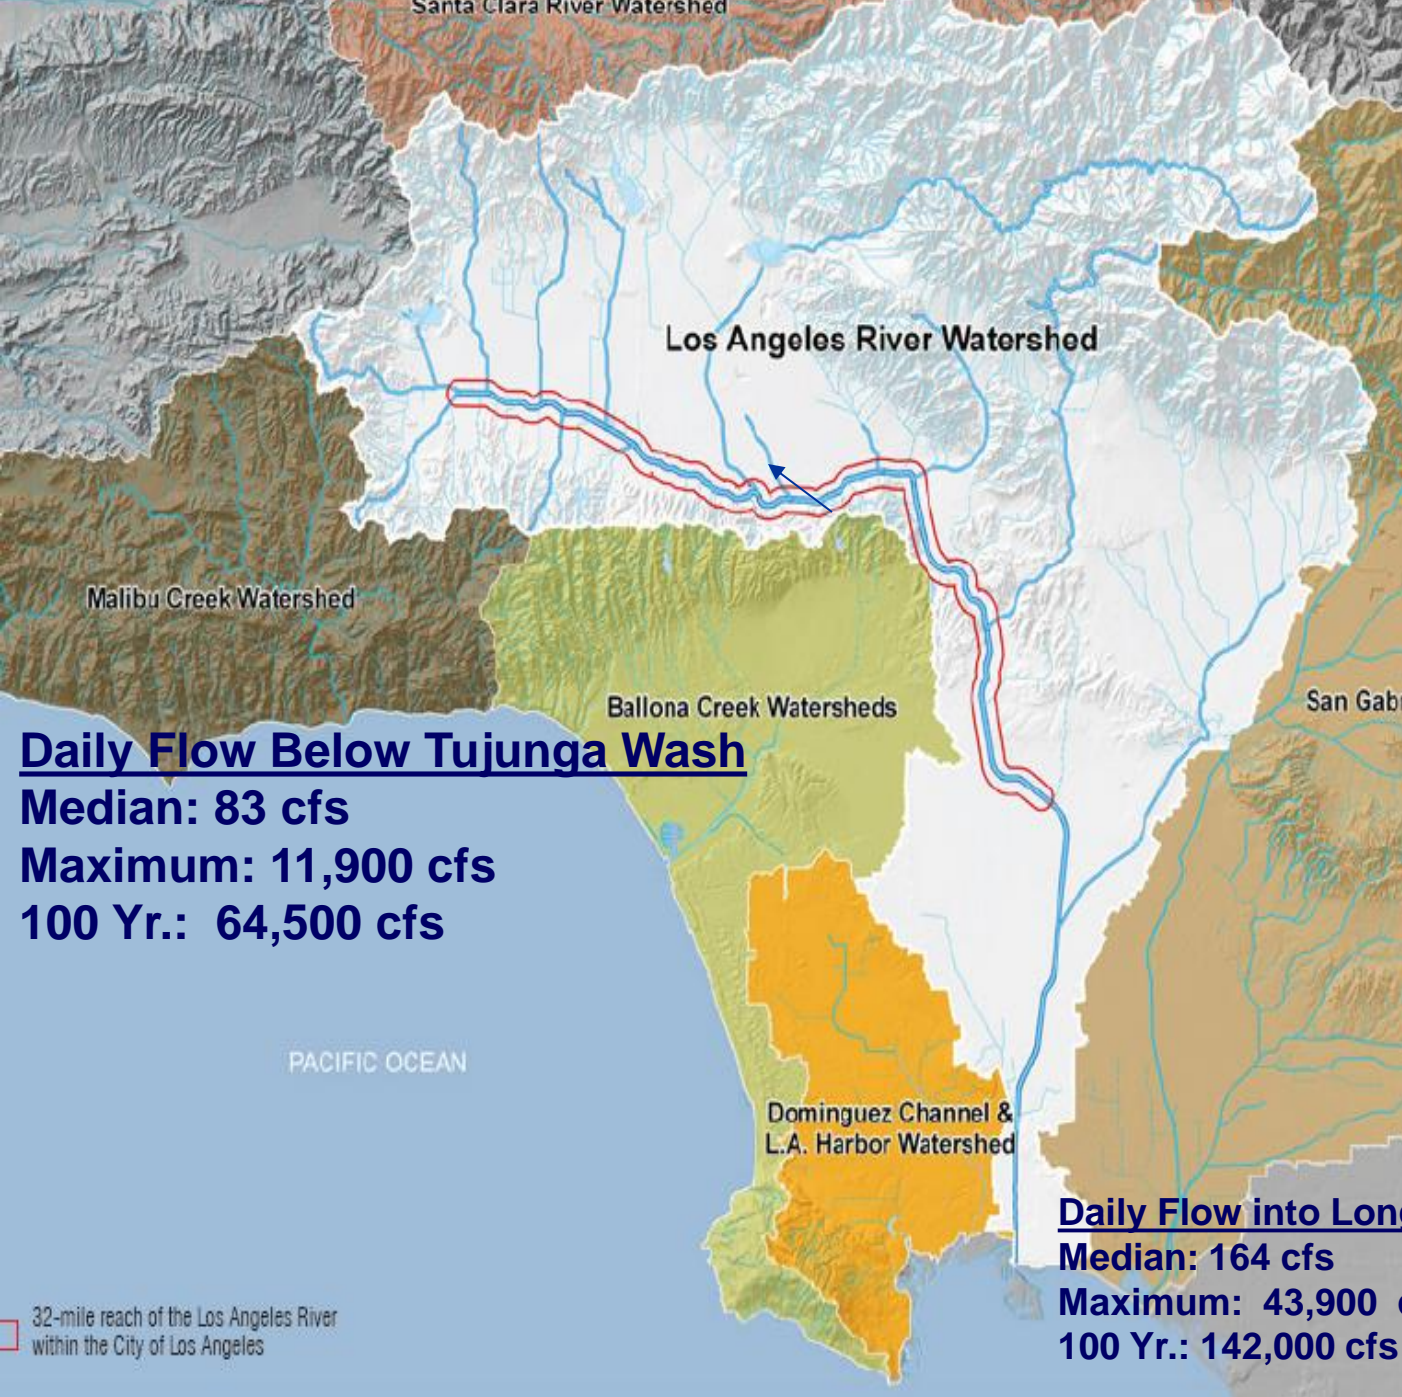 Santa Clara River Watershed
Los Angeles River Watershed
Malibu Creek Watershed
Ballona Creek Watersheds
San Gab
Daily Flow Below Tujunga Wash
Median: 83 cfs
Maximum: 11,900 cfs
100 Yr.: 64,500 cfs
PACIFIC OCEAN
Dominguez Channel &
L.A. Harbor Watershed
Daily Flow into Lon
Median: 164 cfs
Maximum: 43,900
100 Yr.: 142,000 cfs
32-mile reach of the Los Angeles River
within the City of Los Angeles